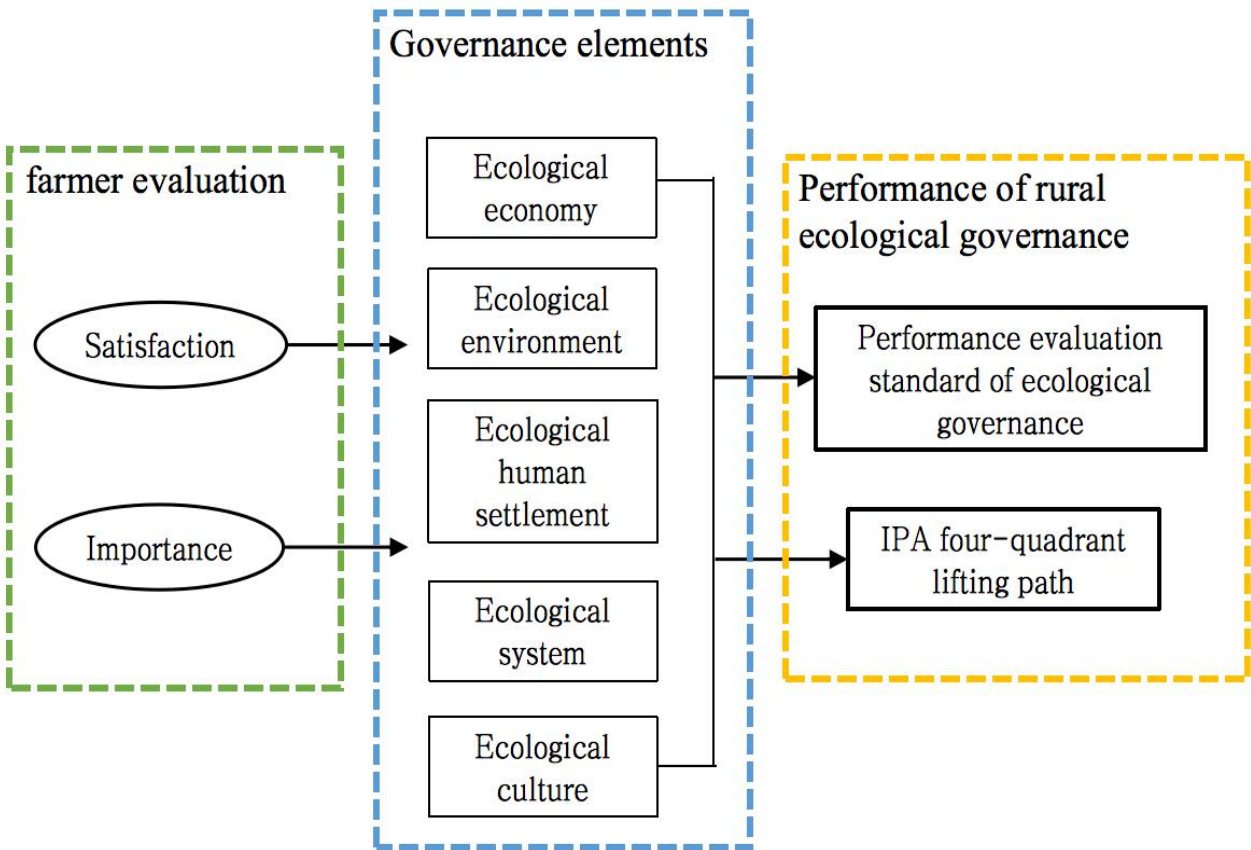 farmer evaluation
Satisfaction
Importance
Governance elements
Ecological
economy
Ecological
environment
Ecological
human
settlement
Ecological
system
Ecological
culture
Performance of rural
ecological governance
Performance evaluation
standard of ecological
governance
IPA four-quadrant
lifting path